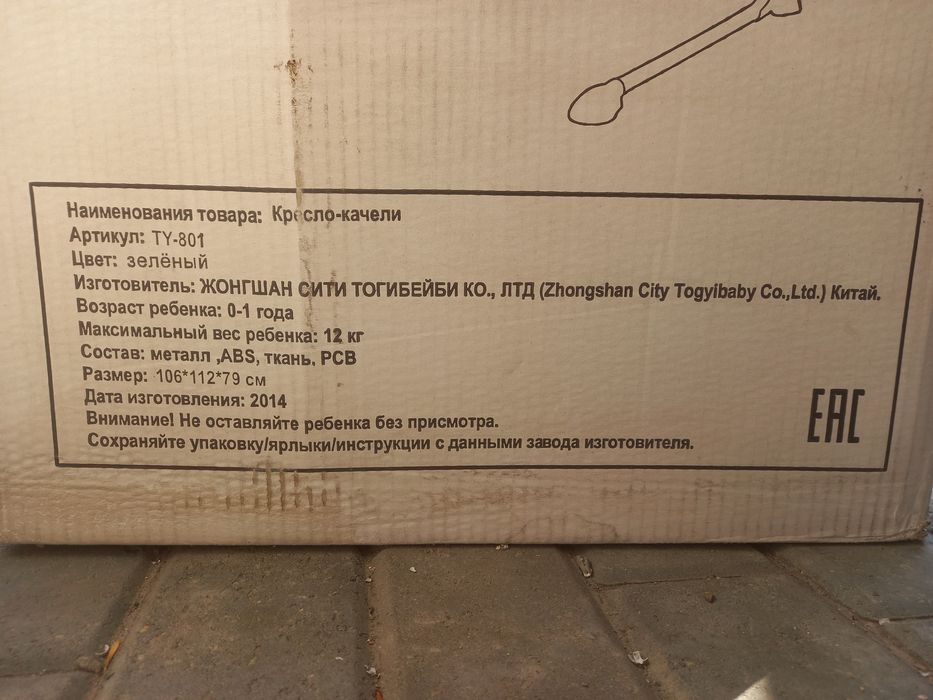 Наименования товара: Кресло-качели
Артикул: TY-801
Цвет: зелёный
Изготовитель: ЖОНГШАН СИТИ ТОГИБЕЙБИ КО., ЛТД (Zhongshan City Togyibaby Co.,Ltd.) Китай.
Возраст ребенка: 0-1 года
Максимальный вес ребенка: 12 кг
Состав: металл ,ABS, ткань, PCB
Размер: 106*112*79 см
Дата изготовления: 2014
Внимание! Не оставляйте ребенка без присмотра.
Сохраняйте упаковку/ярлыки/инструкции с данными завода изготовителя.
EAC